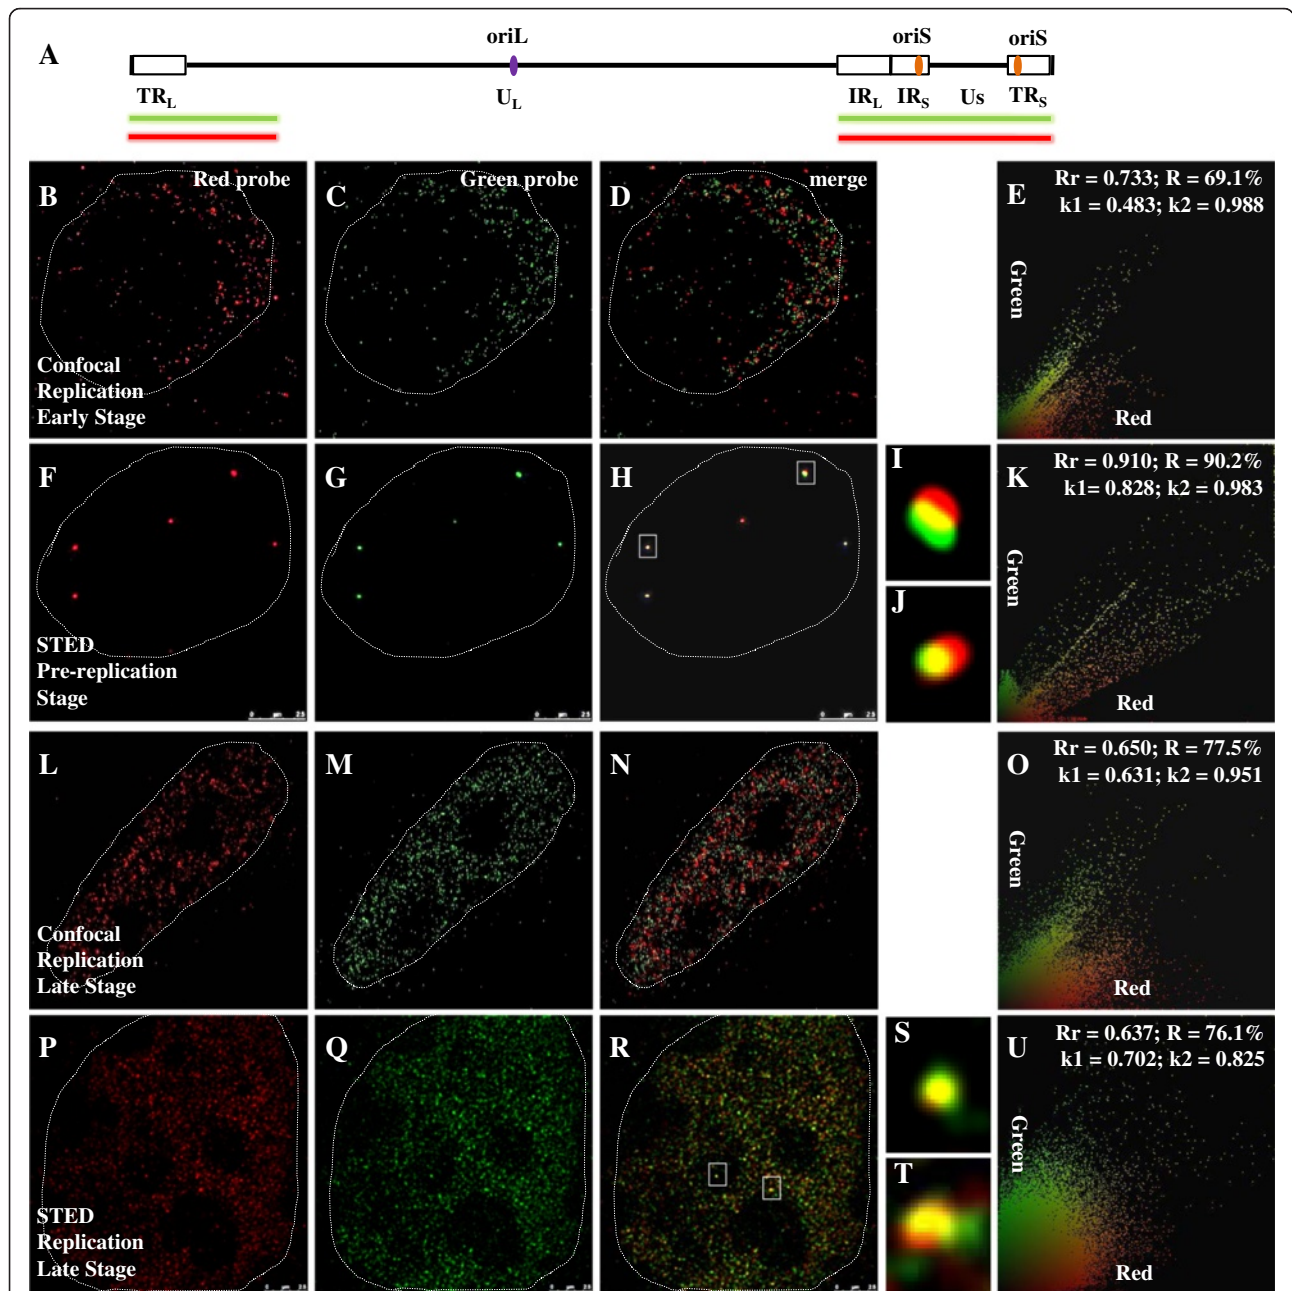 A
oriL
oriS
oriS
TRL
UL
IRL
IRS
Us
TRS
B
Red probe
Confocal
Replication
Early Stage
C
Green probe
D
merge
E
Rr = 0.733; R = 69.1%
k1 = 0.483; k2 = 0.988
Green
Red
F
STED
Pre-replication
Stage
G
H
I
J
K
Rr = 0.910; R = 90.2%
k1= 0.828; k2 = 0.983
Green
Red
L
Confocal
Replication
Late Stage
M
N
O
Rr = 0.650; R = 77.5%
k1 = 0.631; k2 = 0.951
Green
Red
P
STED
Replication
Late Stage
Q
R
S
T
U
Rr = 0.637; R = 76.1%
k1 = 0.702; k2 = 0.825
Green
Red